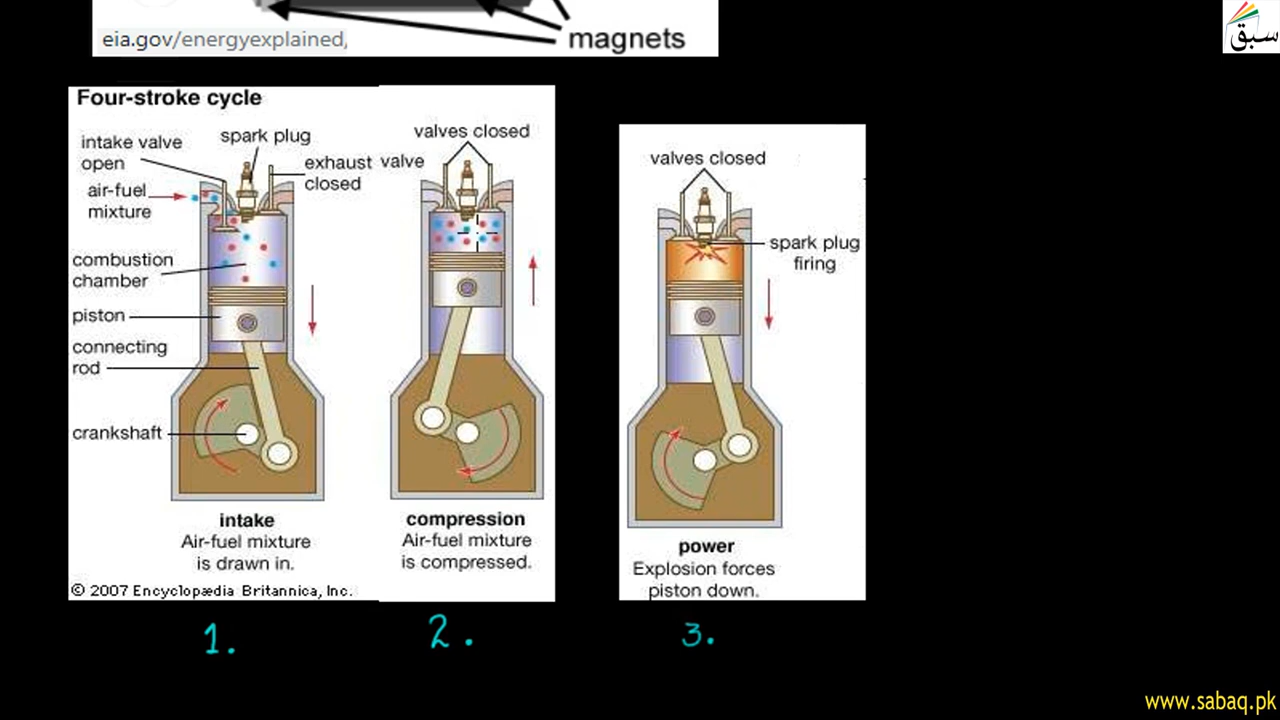 eia.gov/energyexplained,
magnets
سبق
Four-stroke cycle
intake valve
open
spark plug
exhaust valve
closed
air-fuel
mixture
combustion
chamber
piston
connecting
rod
crankshaft
intake
Air-fuel mixture
is drawn in.
© 2007 Encyclopædia Britannica, Inc.
valves closed
compression
Air-fuel mixture
is compressed.
valves closed
spark plug
firing
power
Explosion forces
piston down.
1.
2.
3.
www.sabaq.pk